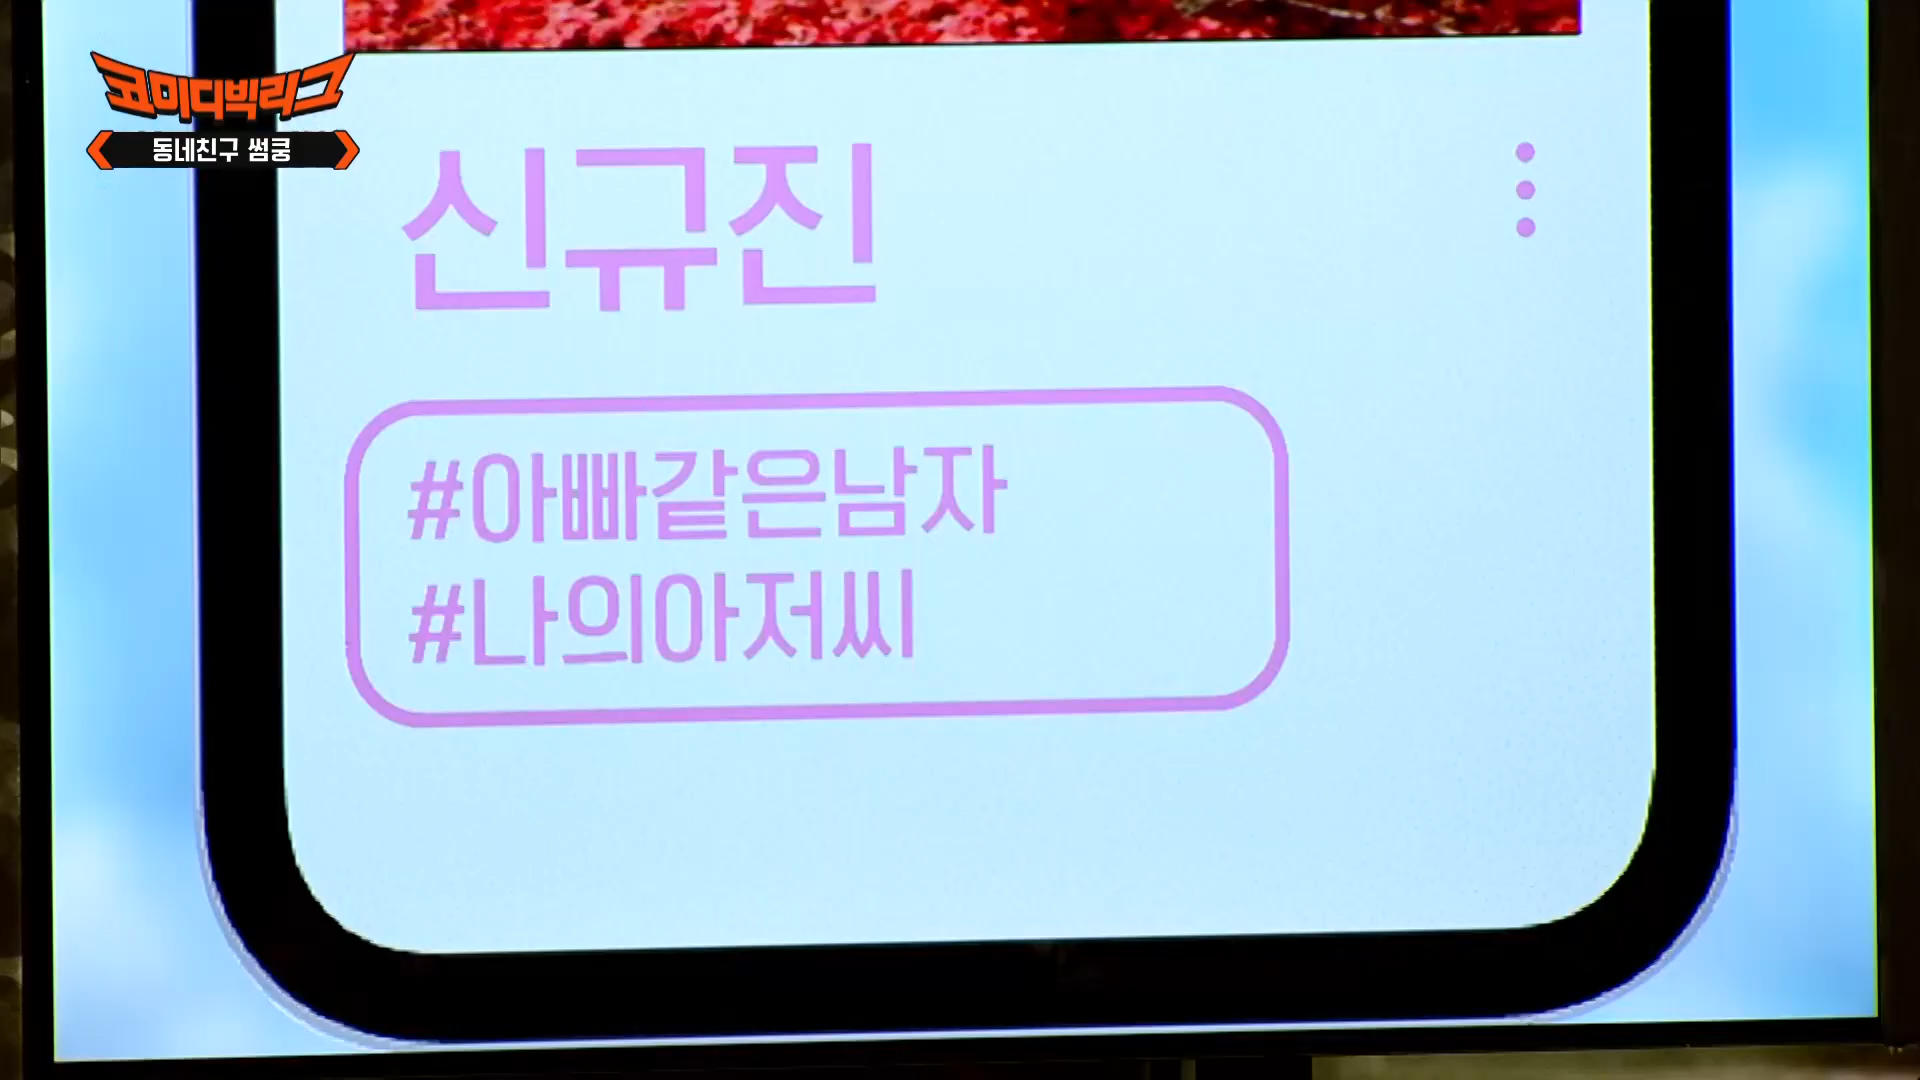 코미디빅리그
동네친구 썸쿵
신규진
#아빠같은남자
#나의아저씨